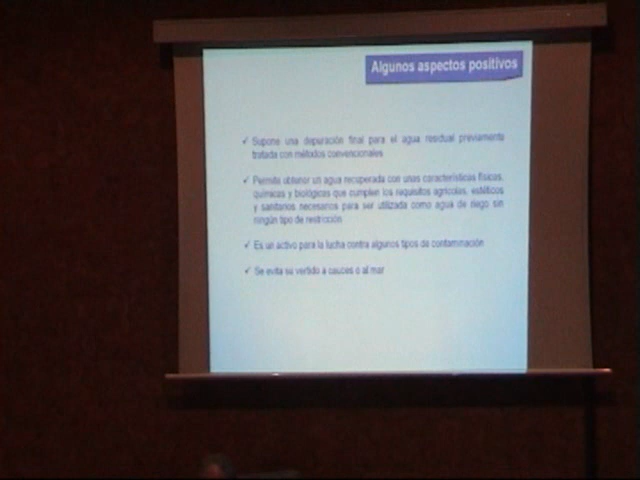 Algunos aspectos positivos
✓ Supone una depuración final para el agua residual previamente
tratada con métodos convencionales
✓ Permite obtener un agua recuperada con unas características físicas,
químicas y biológicas que cumplen los requisitos agrícolas, estéticos
y sanitarios necesarios para ser utilizada como agua de riego sin
ningún tipo de restricción
✓ Es un activo para la lucha contra algunos tipos de contaminación
✓ Se evita su vertido a cauces o al mar